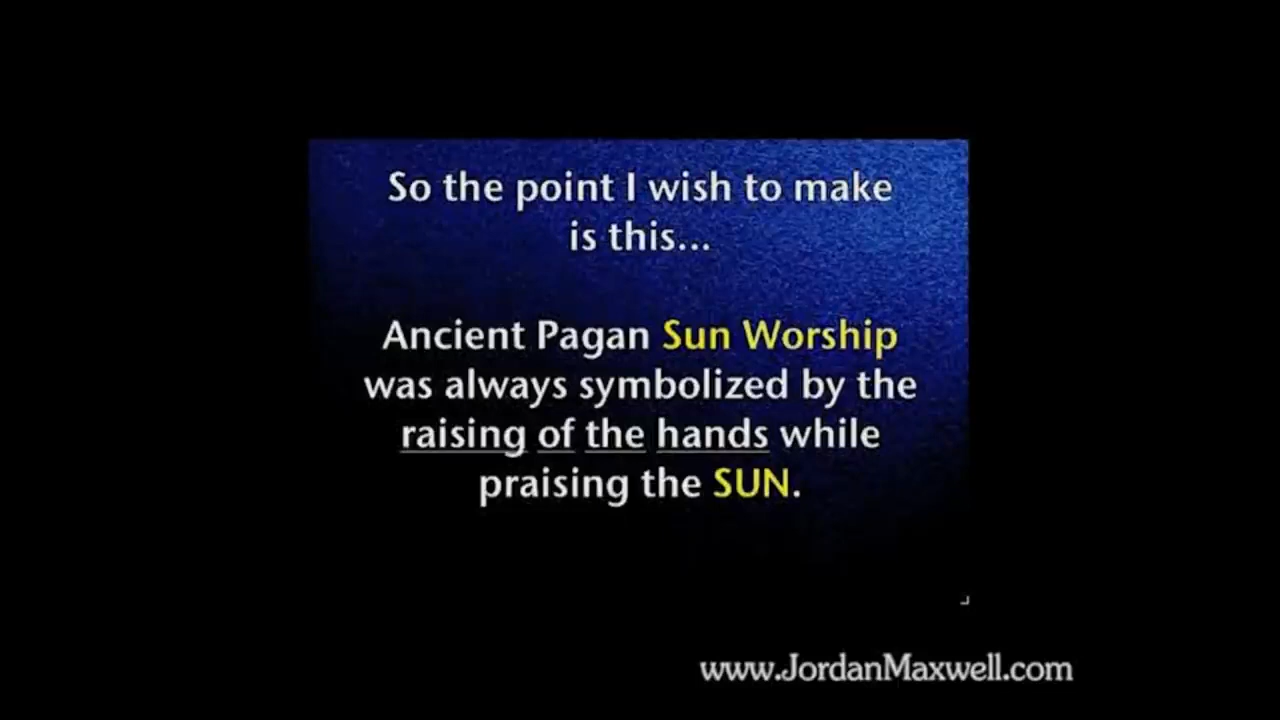 So the point I wish to make
is this...
Ancient Pagan Sun Worship
was always symbolized by the
raising of the hands while
praising the SUN.
www.JordanMaxwell.com